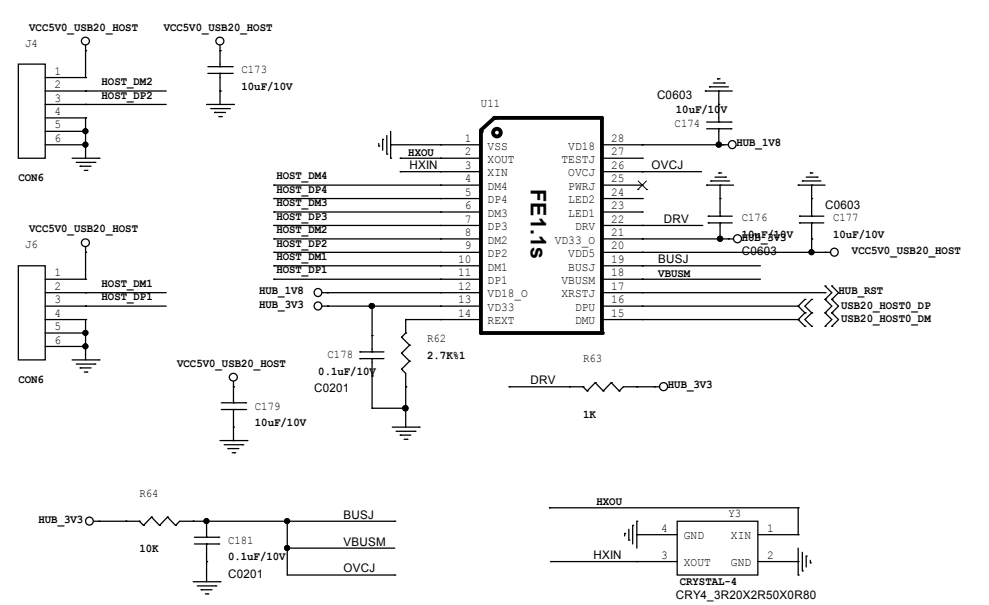 VCC5V0_USB20_HOST
J4
1
2
3
4
5
6
HOST_DM2
HOST_DP2
CON6
VCC5V0_USB20_HOST
C173
10uF/10V
VCC5V0_USB20_HOST
J6
1
2
3
4
5
6
HOST_DM1
HOST_DP1
CON6
VCC5V0_USB20_HOST
C179
10uF/10V
U11
FE1.1s
1 VSS
HXOU 2 XOUT
HXIN 3 XIN
HOST_DM4 4 DM4
HOST_DP4 5 DP4
HOST_DM3 6 DM3
HOST_DP3 7 DP3
HOST_DM2 8 DM2
HOST_DP2 9 DP2
HOST_DM1 10 DM1
HOST_DP1 11 DP1
HUB_1V8 12 VD18_O
HUB_3V3 13 VD33
14 REXT
VD18 28 HUB_1V8
TESTJ 27
OVCJ 26 OVCJ
PWRJ 25
LED2 24
LED1 23
DRV 22 DRV
VD33_O 21 HUB_3V3
VDD5 20 VCC5V0_USB20_HOST
BUSJ 19 BUSJ
VBUSM 18 VBUSM
XRSTJ 17 HUB_RST
DPU 16 USB20_HOST0_DP
DMU 15 USB20_HOST0_DM
C0603
10uF/10V
C174
C176
10uF/10V
C0603
C0603
C177
10uF/10V
C178
0.1uF/10V
C0201
R62
2.7K%1
R63
DRV
HUB_3V3
1K
R64
HUB_3V3
10K
C181
0.1uF/10V
C0201
BUSJ
VBUSM
OVCJ
HXOU
Y3
4 GND XIN 1
HXIN 3 XOUT GND 2
CRYSTAL-4
CRY4_3R20X2R50X0R80